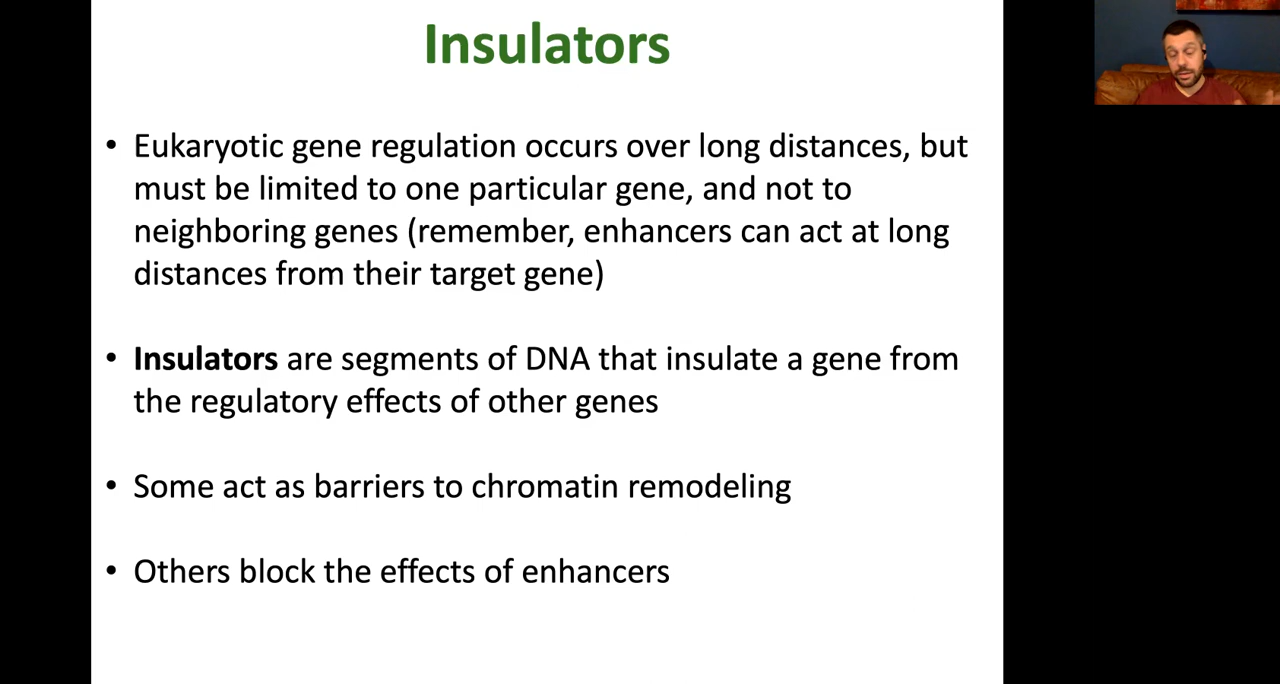 Insulators
• Eukaryotic gene regulation occurs over long distances, but
must be limited to one particular gene, and not to
neighboring genes (remember, enhancers can act at long
distances from their target gene)
• Insulators are segments of DNA that insulate a gene from
the regulatory effects of other genes
• Some act as barriers to chromatin remodeling
• Others block the effects of enhancers